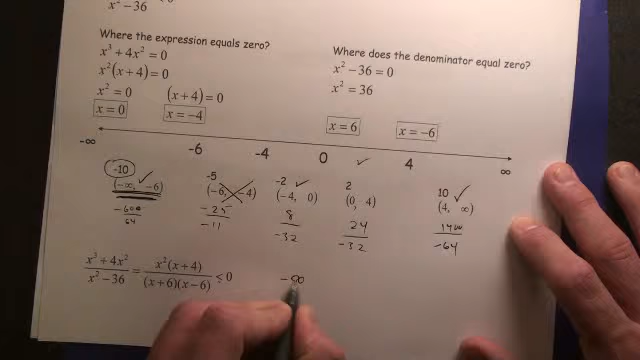 x² − 36
Where the expression equals zero?
x³ + 4x² = 0
x²(x + 4) = 0
x² = 0 (x + 4) = 0
x = 0 x = −4
Where does the denominator equal zero?
x² − 36 = 0
x² = 36
x = 6 x = −6
-∞ -6 -4 0 4 ∞
-10 ✓ -5 -2 ✓ 2 ✓ 10 ✓
(−∞, −6) (−6, −4) (−4, 0) (0, 4) (4, ∞)
−600/64 −25/−11 8/−32 24/−32 1400/−64
(x³ + 4x²)/(x² − 36) = x²(x + 4)/((x + 6)(x − 6)) ≤ 0 −∞